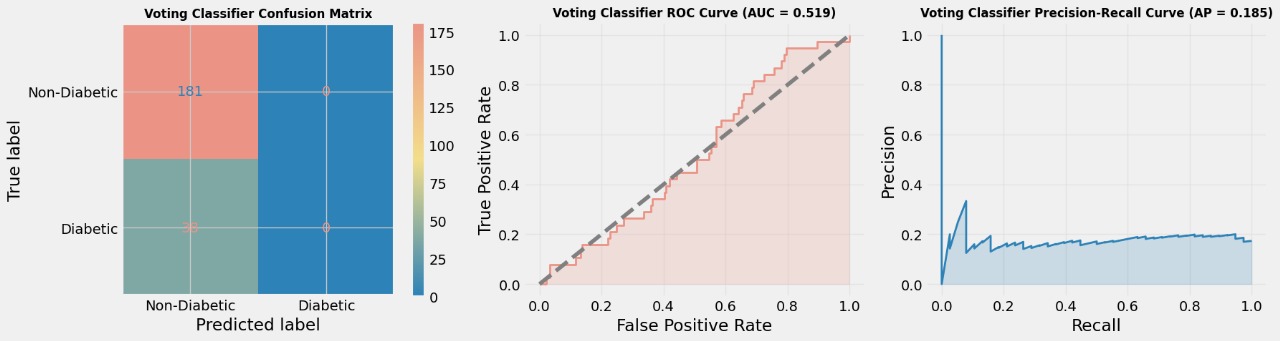 Voting Classifier Confusion Matrix
True label
Non-Diabetic
Diabetic
181
0
38
0
Non-Diabetic
Diabetic
Predicted label
175
150
125
100
75
50
25
0
Voting Classifier ROC Curve (AUC = 0.519)
True Positive Rate
1.0
0.8
0.6
0.4
0.2
0.0
0.0
0.2
0.4
0.6
0.8
1.0
False Positive Rate
Voting Classifier Precision-Recall Curve (AP = 0.185)
Precision
1.0
0.8
0.6
0.4
0.2
0.0
0.0
0.2
0.4
0.6
0.8
1.0
Recall